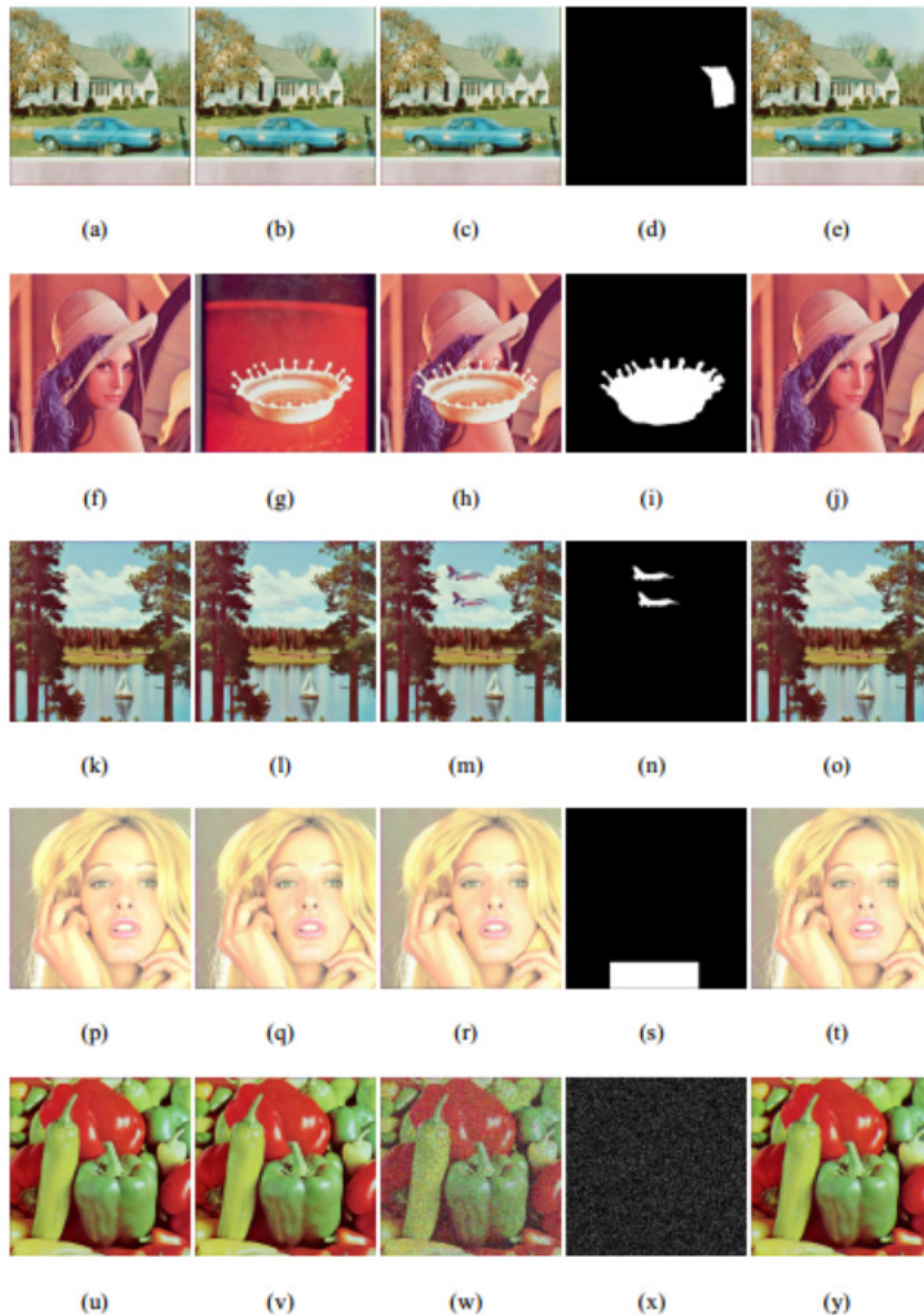 (a) (b) (c) (d) (e)
(f) (g) (h) (i) (j)
(k) (l) (m) (n) (o)
(p) (q) (r) (s) (t)
(u) (v) (w) (x) (y)